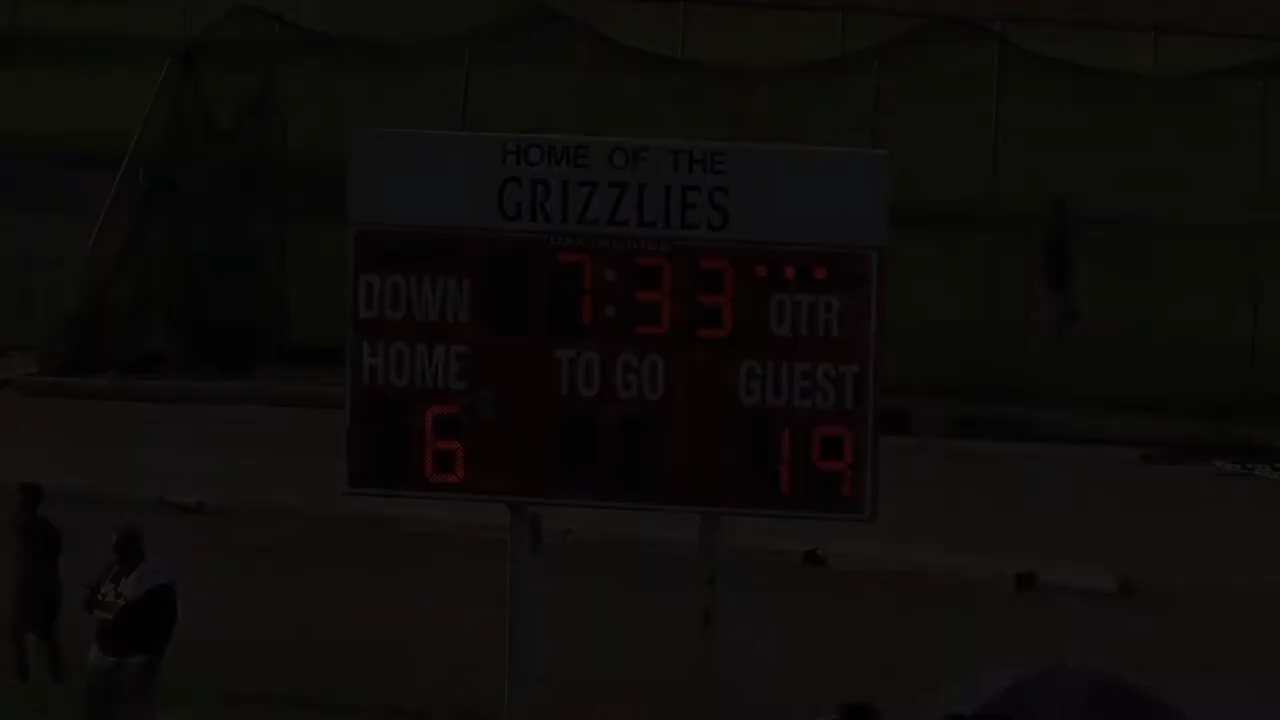 HOME OF THE
GRIZZLIES
DOWN 7:33 QTR
HOME TO GO GUEST
6 19